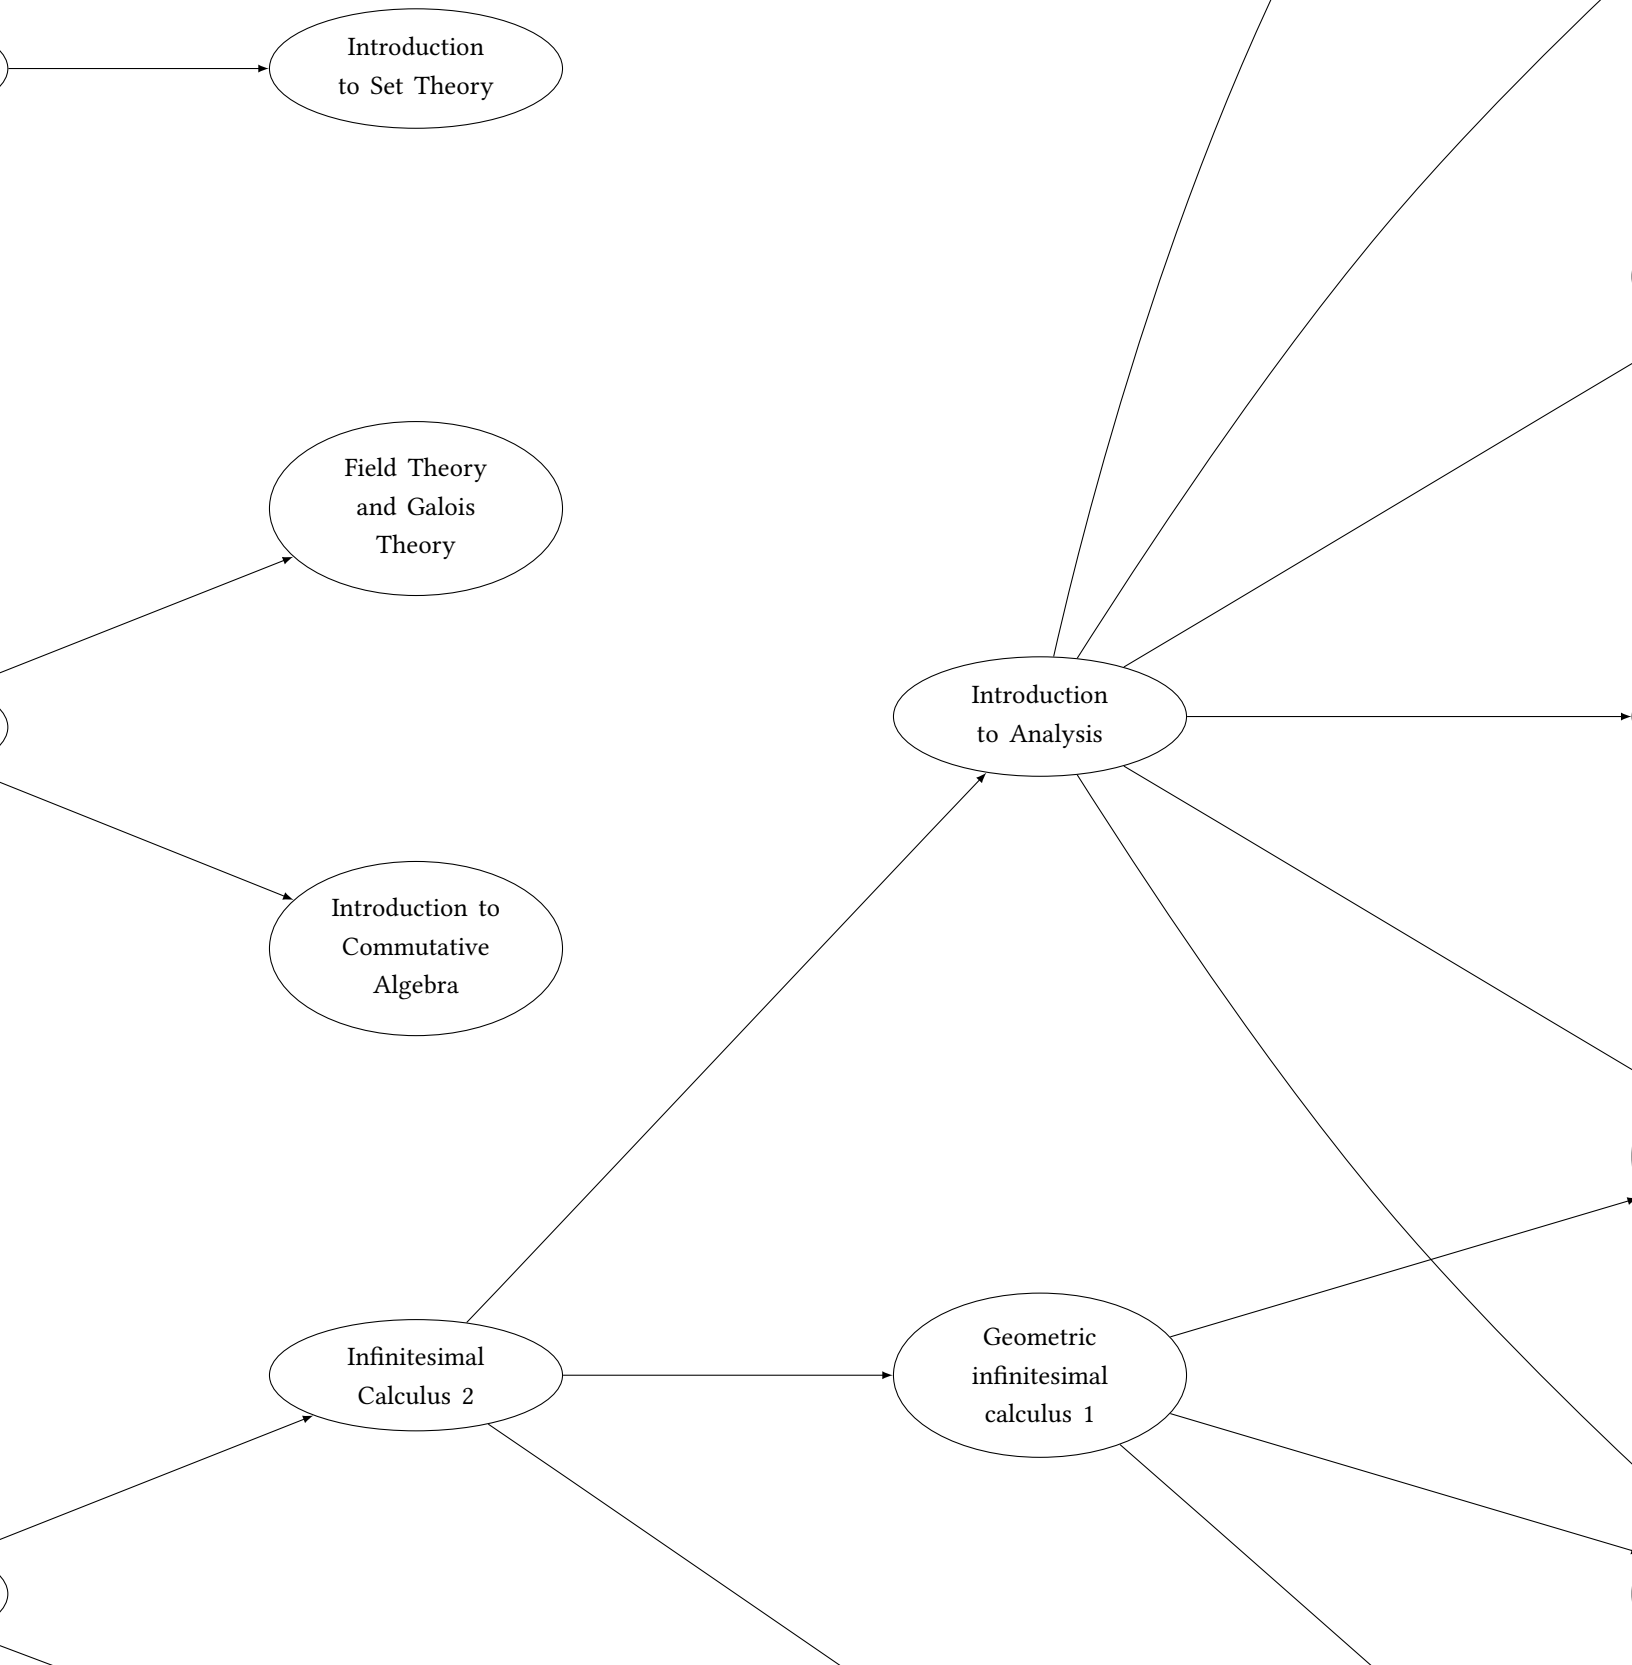 Introduction
to Set Theory
Field Theory
and Galois
Theory
Introduction
to Analysis
Introduction to
Commutative
Algebra
Infinitesimal
Calculus 2
Geometric
infinitesimal
calculus 1